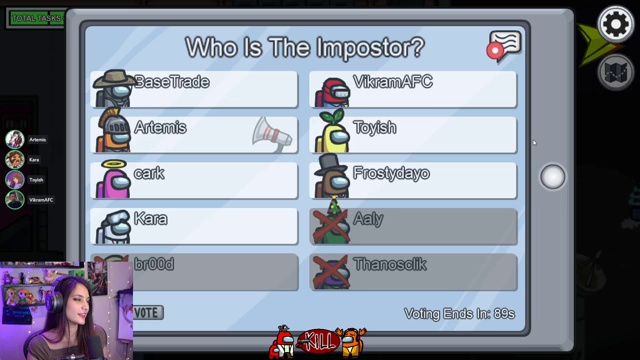 TOTAL TASKS
Who Is The Impostor?
BaseTrade
VikramAFC
Artemis
Toyish
cark
Frostydayo
Kara
Aaly
br00d
Thanosclik
Artemis
Kara
Toyish
VikramAFC
VOTE
Voting Ends In: 89s
KILL